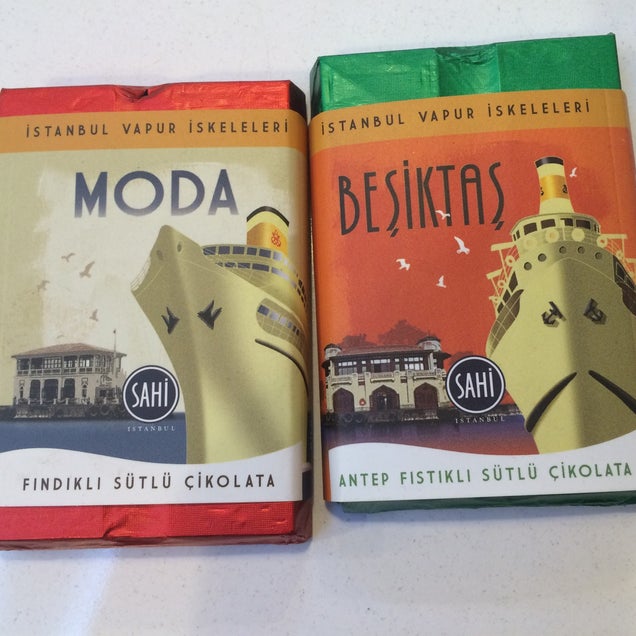 İSTANBUL VAPUR İSKELELERİ
MODA
SAHİ
İSTANBUL
FINDIKLI SÜTLÜ ÇİKOLATA
İSTANBUL VAPUR İSKELELERİ
BEŞİKTAŞ
SAHİ
İSTANBUL
ANTEP FISTIKLI SÜTLÜ ÇİKOLATA